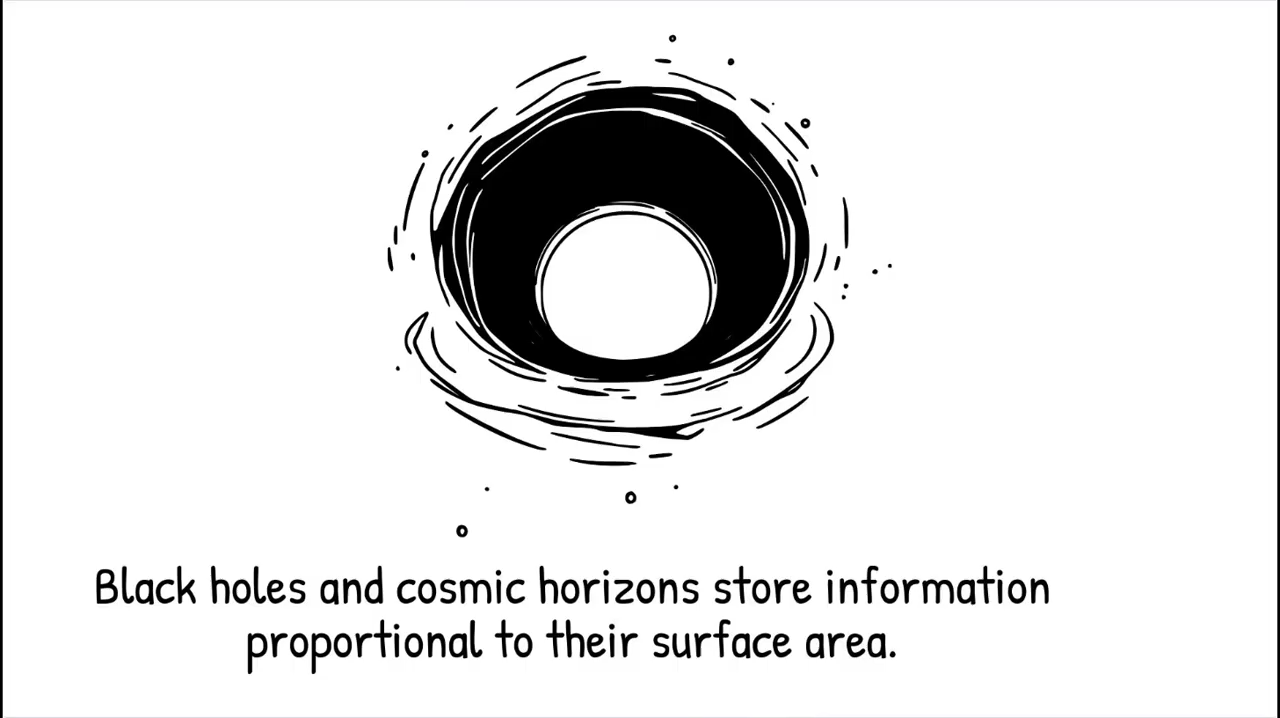 Black holes and cosmic horizons store information
proportional to their surface area.